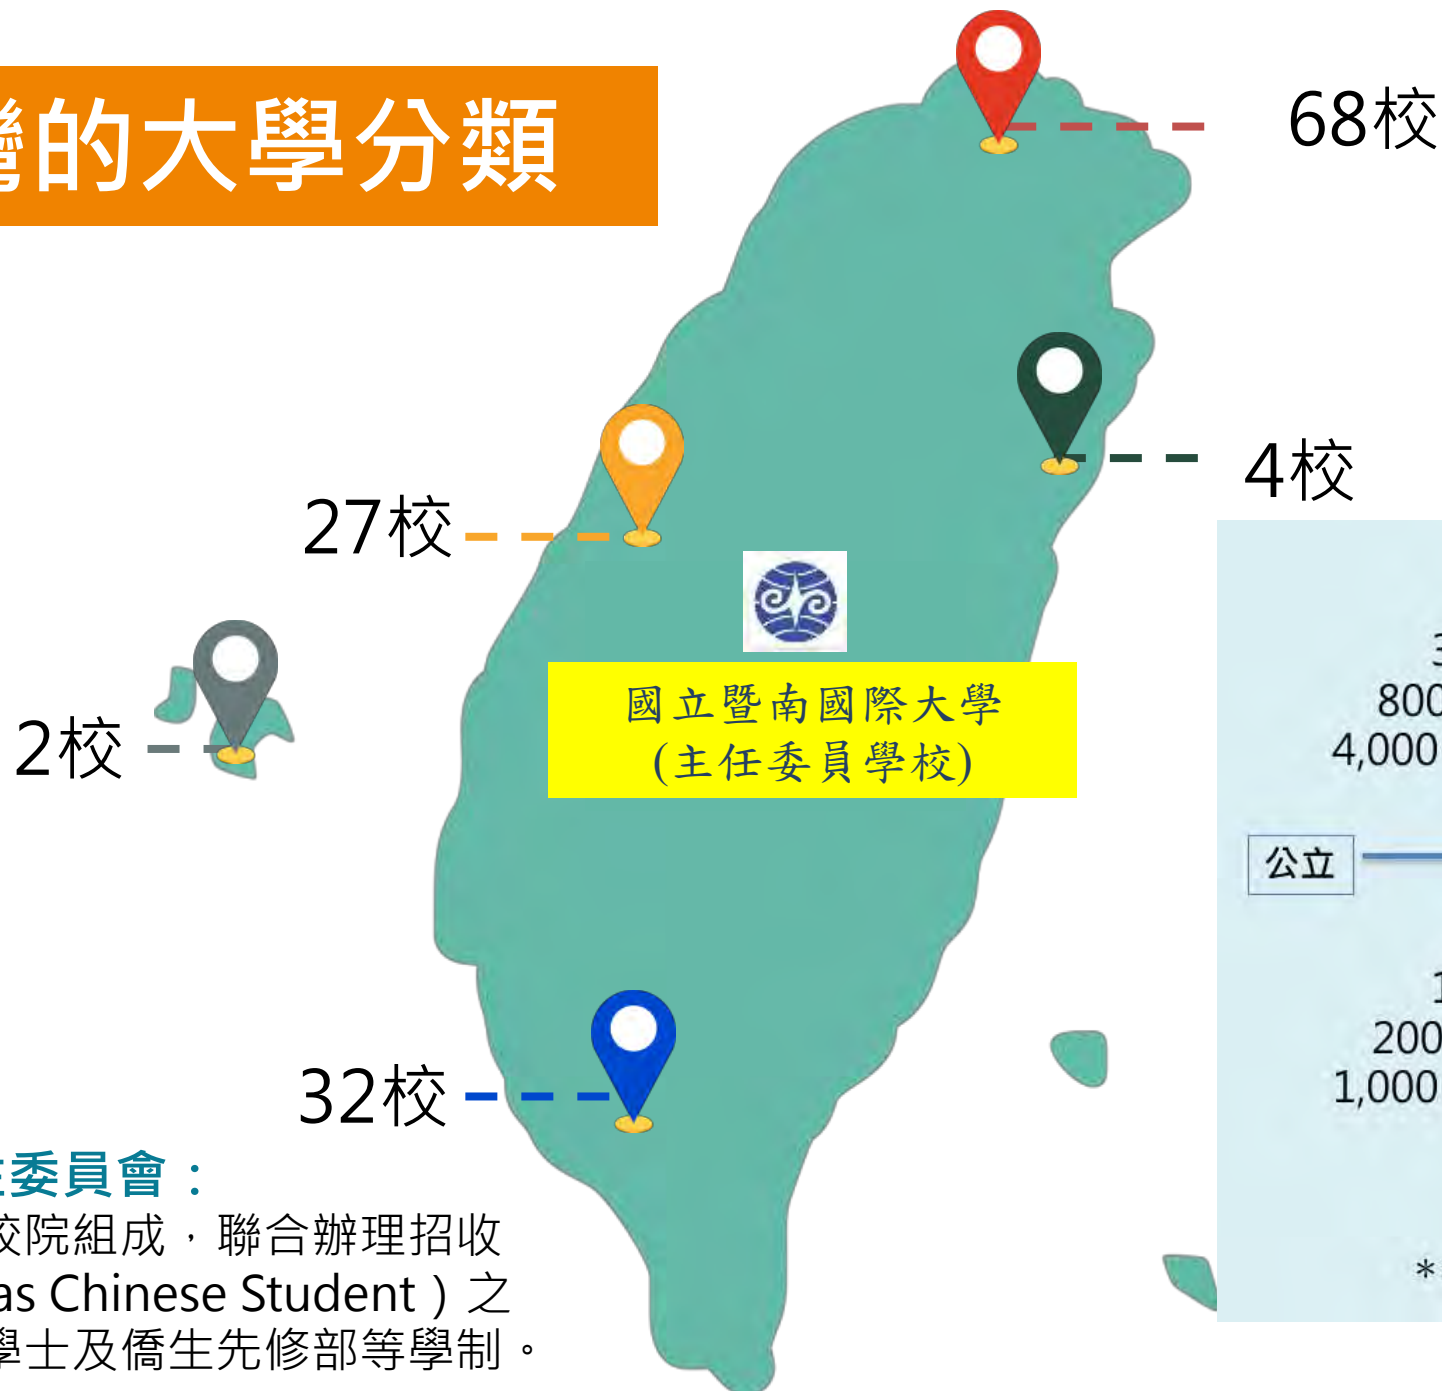 灣的大學分類
68校
4校
27校
2校
國立暨南國際大學
(主任委員學校)
32校
800
4,000
公立
200
1,000
*
委員會：
校院組成，聯合辦理招收
as Chinese Student）之
學士及僑生先修部等學制。